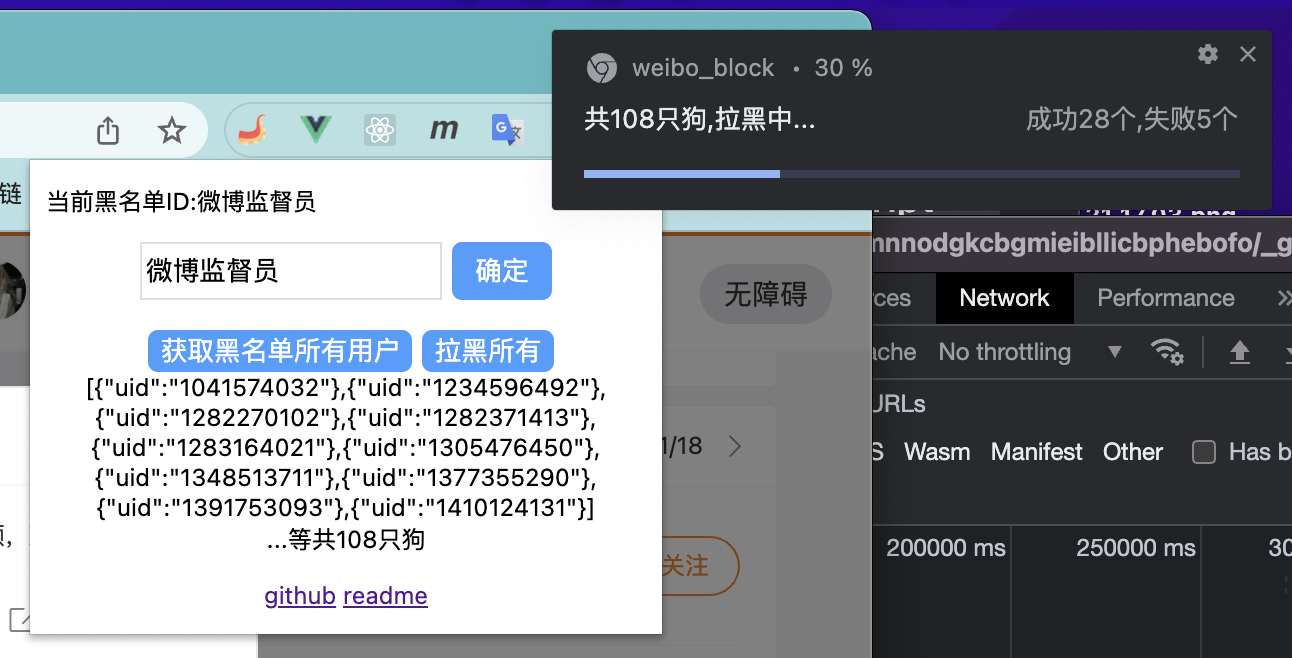 weibo_block • 30 %
共108只狗,拉黑中... 成功28个,失败5个
链
当前黑名单ID:微博监督员
微博监督员 确定
获取黑名单所有用户 拉黑所有
[{"uid":"1041574032"},{"uid":"1234596492"},
{"uid":"1282270102"},{"uid":"1282371413"},
{"uid":"1283164021"},{"uid":"1305476450"},
{"uid":"1348513711"},{"uid":"1377355290"},
{"uid":"1391753093"},{"uid":"1410124131"}]
...等共108只狗
github readme
无障碍
1/18
关注
mnnodgkcbgmieibllicbphebofo/_g
Network Performance
No throttling
URLs
Wasm Manifest Other Has b
200000 ms 250000 ms 30